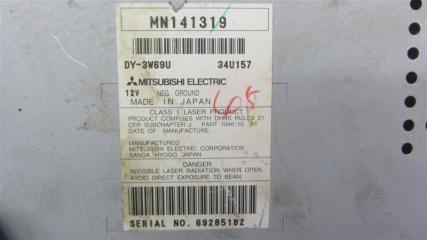 MN141319
DY-3W69U 34U157
MITSUBISHI ELECTRIC
12V NEG. GROUND
MADE IN JAPAN
CLASS 1 LASER PRODUCT
PRODUCT COMPLIES WITH DHHS RULES 21
CFR SUBCHAPTER J PART 1040.10 AT
DATE OF MANUFACTURE.
MANUFACTURED
MITSUBISHI ELECTRIC CORPORATION
SANDA HYOGO, JAPAN
DANGER
INVISIBLE LASER RADIATION WHEN OPEN.
AVOID DIRECT EXPOSURE TO BEAM.
SERIAL NO. 6928518Z